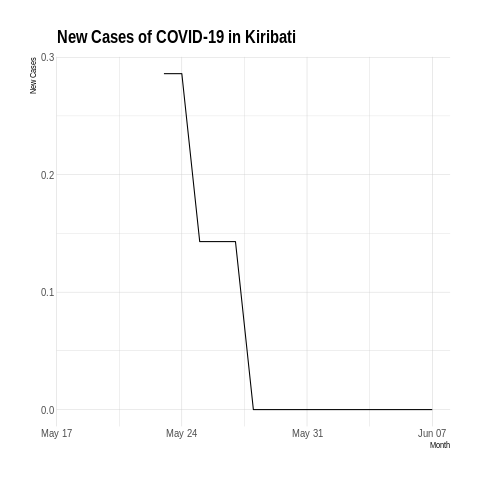 New Cases of COVID-19 in Kiribati
New Cases
0.3
0.2
0.1
0.0
May 17
May 24
May 31
Jun 07
Month